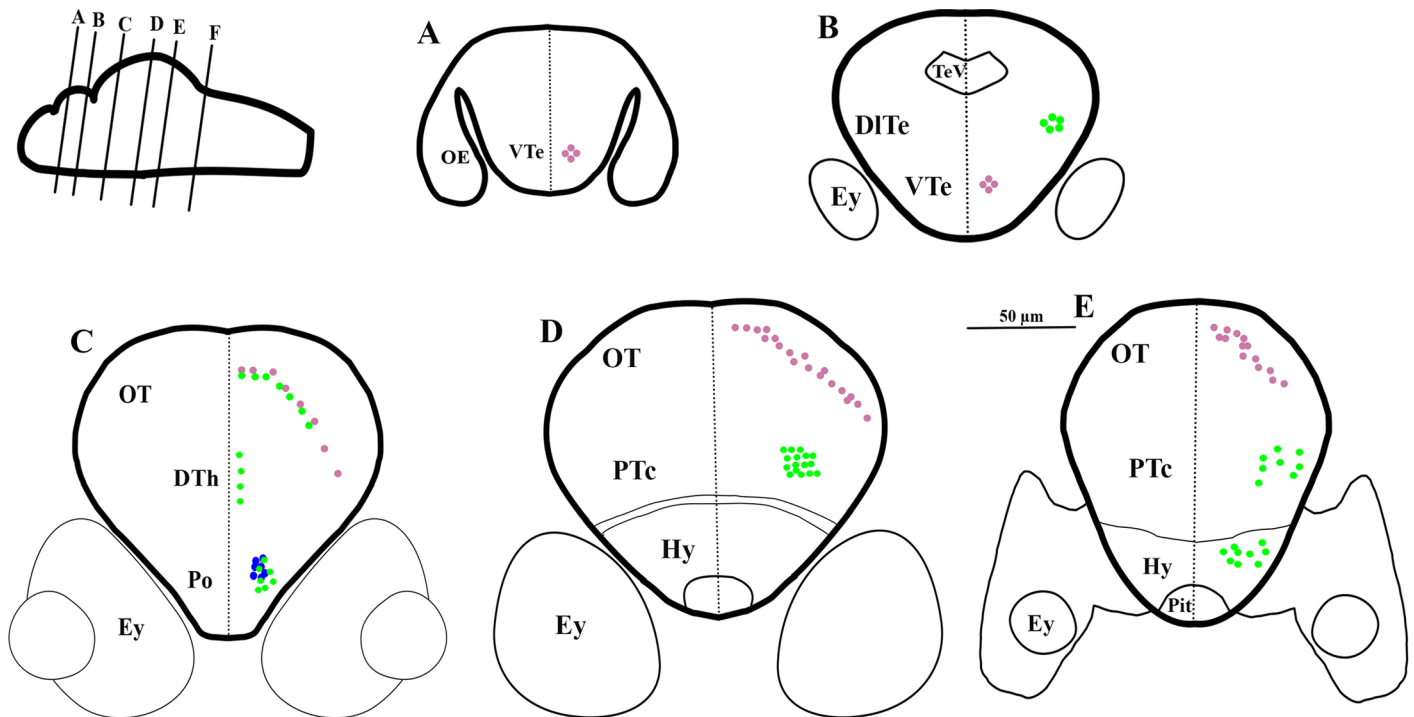 A B C D E F
A
OE
VTe
B
TeV
DlTe
VTe
Ey
C
OT
DTh
Po
Ey
D
OT
PTc
Hy
Ey
50 µm
E
OT
PTc
Hy
Pit
Ey